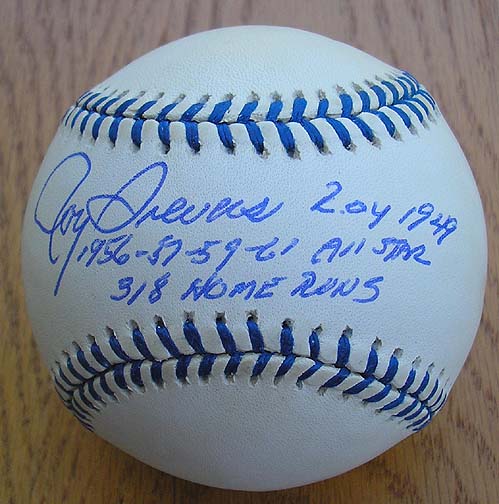 Roy Sievers R.O.Y 1949
1956-57-59-61 All STAR
318 HOME RUNS